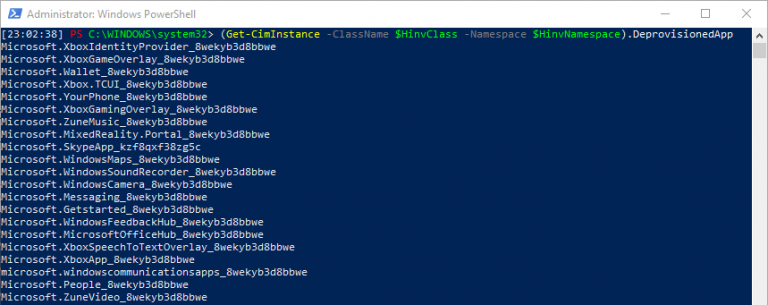 Administrator: Windows PowerShell
[23:02:38] PS C:\WINDOWS\system32> (Get-CimInstance -ClassName $HinvClass -Namespace $HinvNamespace).DeprovisionedApp
Microsoft.XboxIdentityProvider_8wekyb3d8bbwe
Microsoft.XboxGameOverlay_8wekyb3d8bbwe
Microsoft.Wallet_8wekyb3d8bbwe
Microsoft.Xbox.TCUI_8wekyb3d8bbwe
Microsoft.YourPhone_8wekyb3d8bbwe
Microsoft.XboxGamingOverlay_8wekyb3d8bbwe
Microsoft.ZuneMusic_8wekyb3d8bbwe
Microsoft.MixedReality.Portal_8wekyb3d8bbwe
Microsoft.SkypeApp_kzf8qxf38zg5c
Microsoft.WindowsMaps_8wekyb3d8bbwe
Microsoft.WindowsSoundRecorder_8wekyb3d8bbwe
Microsoft.WindowsCamera_8wekyb3d8bbwe
Microsoft.Messaging_8wekyb3d8bbwe
Microsoft.Getstarted_8wekyb3d8bbwe
Microsoft.WindowsFeedbackHub_8wekyb3d8bbwe
Microsoft.MicrosoftOfficeHub_8wekyb3d8bbwe
Microsoft.XboxSpeechToTextOverlay_8wekyb3d8bbwe
Microsoft.XboxApp_8wekyb3d8bbwe
microsoft.windowscommunicationsapps_8wekyb3d8bbwe
Microsoft.People_8wekyb3d8bbwe
Microsoft.ZuneVideo_8wekyb3d8bbwe